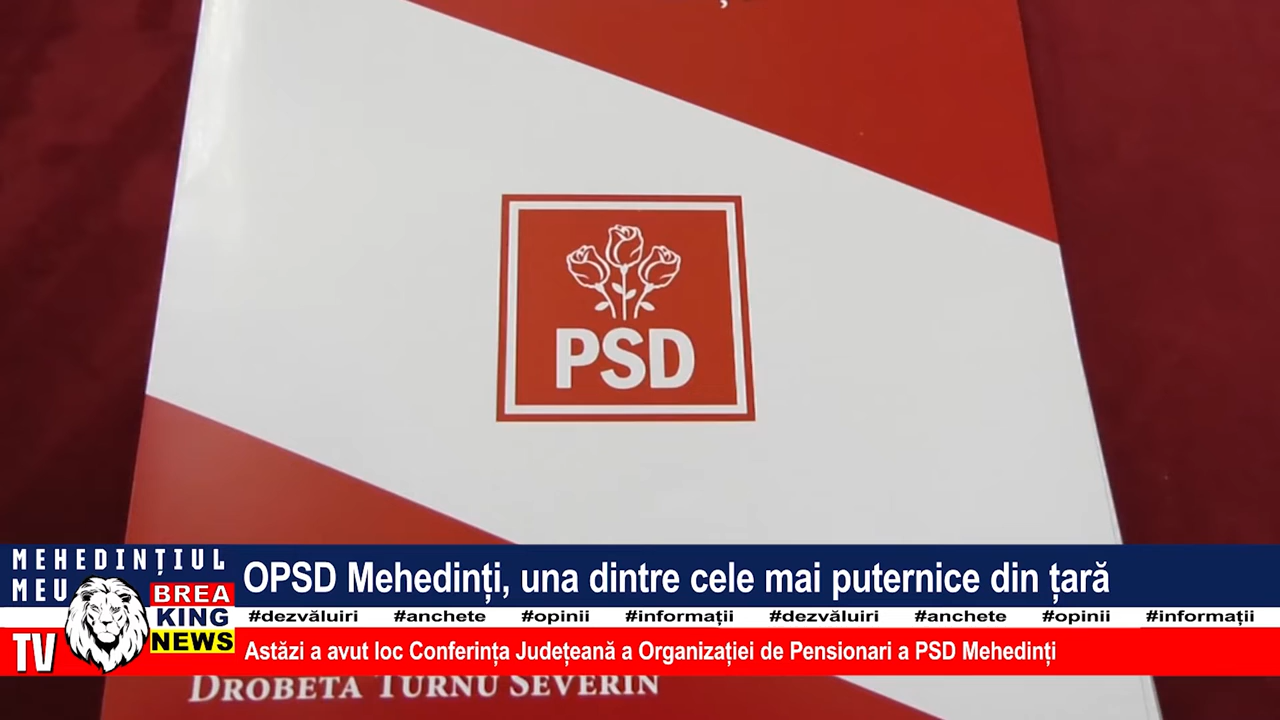 PSD
MEHEDINȚIUL
MEU
TV
BREA
KING
NEWS
OPSD Mehedinți, una dintre cele mai puternice din țară
#dezvăluiri #anchete #opinii #informații #dezvăluiri #anchete #opinii #informații
Astăzi a avut loc Conferința Județeană a Organizației de Pensionari a PSD Mehedinți
DROBETA TURNU SEVERIN